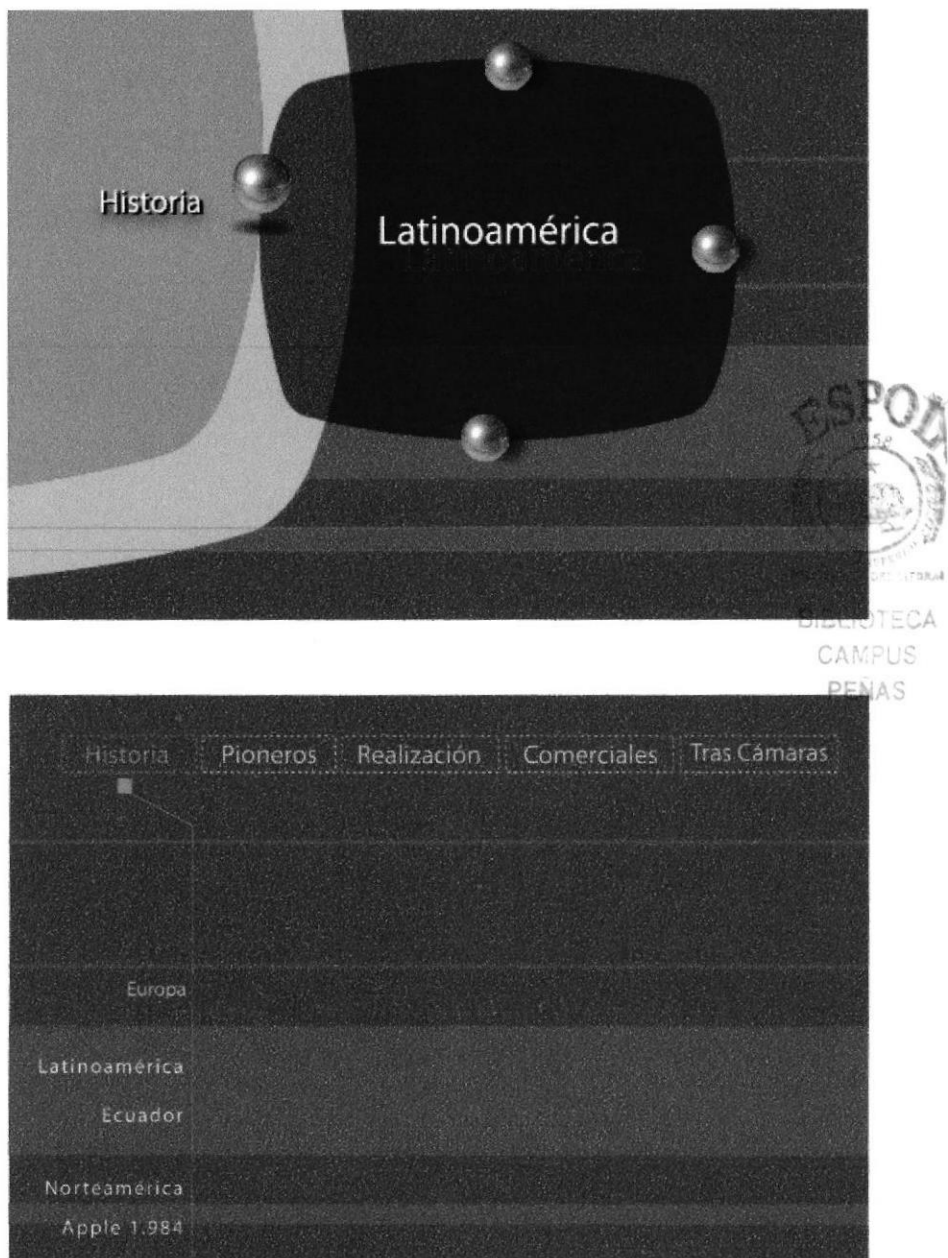 Historia
Latinoamérica
ESPOL
BIBLIOTECA
CAMPUS
PEÑAS
Historia Pioneros Realización Comerciales Tras Cámaras
Europa
Latinoamérica
Ecuador
Norteamérica
Apple 1.984